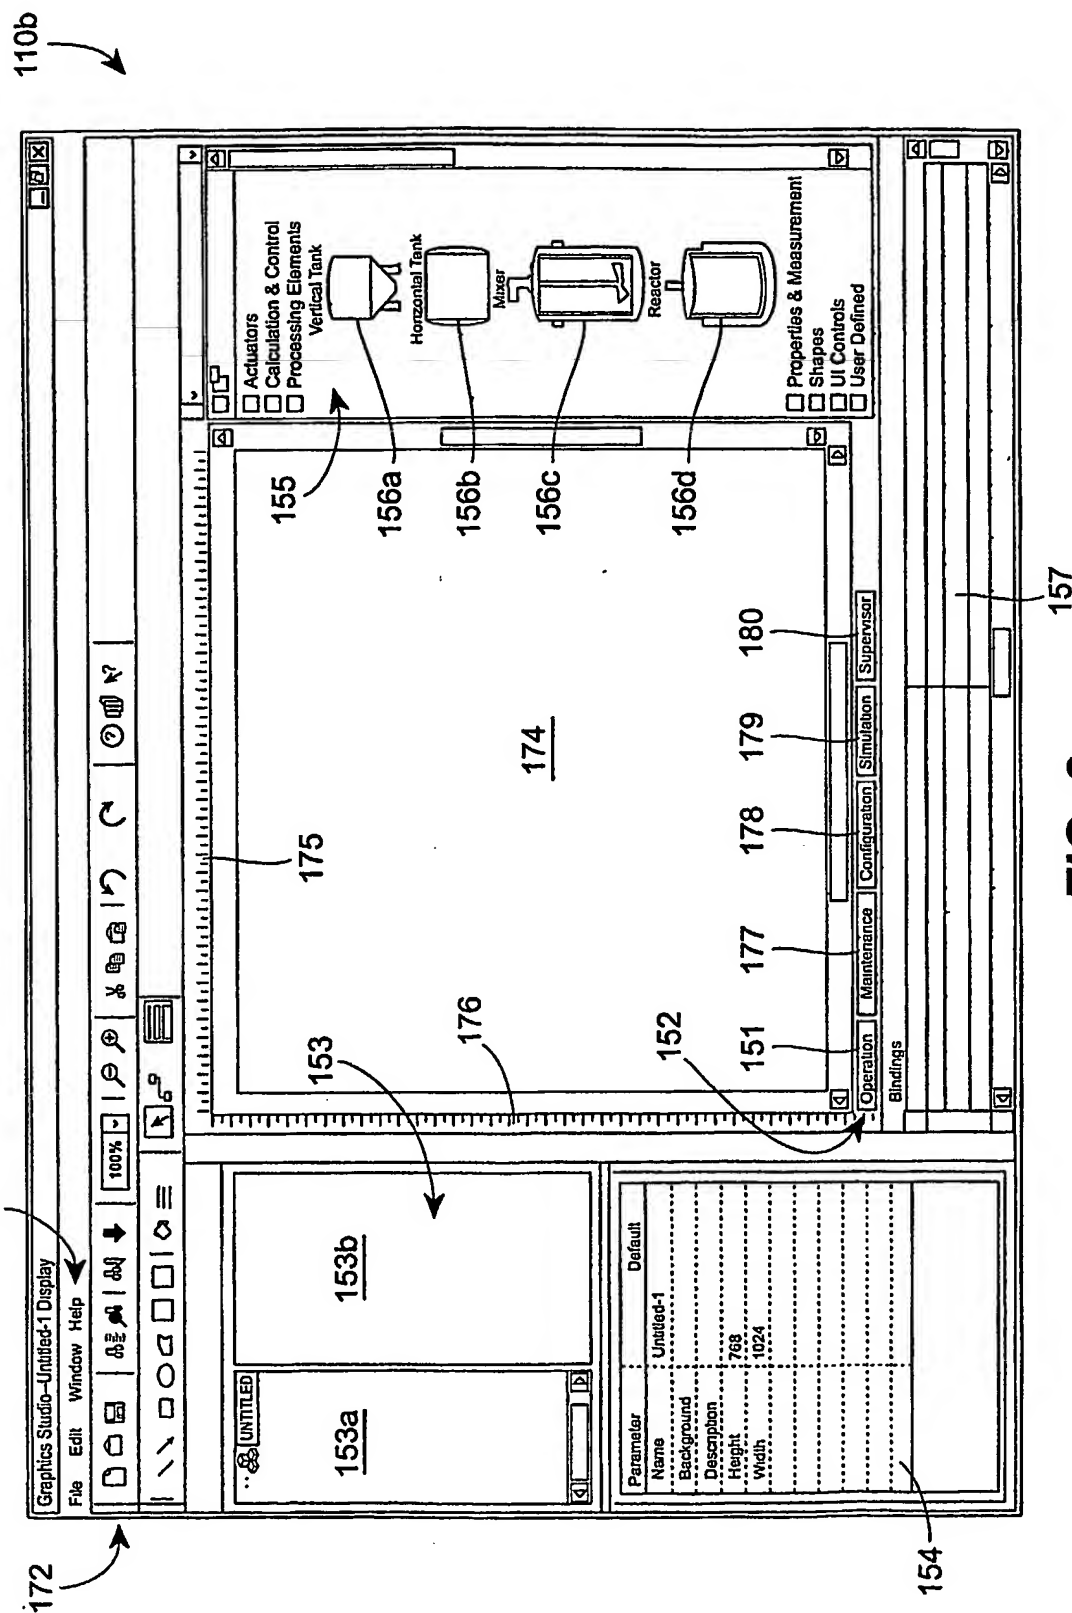 110b
172
Graphics Studio–Untitled-1 Display
File Edit Window Help
100%
UNTITLED
153a
153b
153
Parameter Default
Name Untitled-1
Background
Description
Height 768
Width 1024
154
175
176
174
152
151
177
178
179
180
Operation Maintenance Configuration Simulation Supervisor
Bindings
157
155
Actuators
Calculation & Control
Processing Elements
Vertical Tank
Horizontal Tank
Mixer
Reactor
156a
156b
156c
156d
Properties & Measurement
Shapes
UI Controls
User Defined